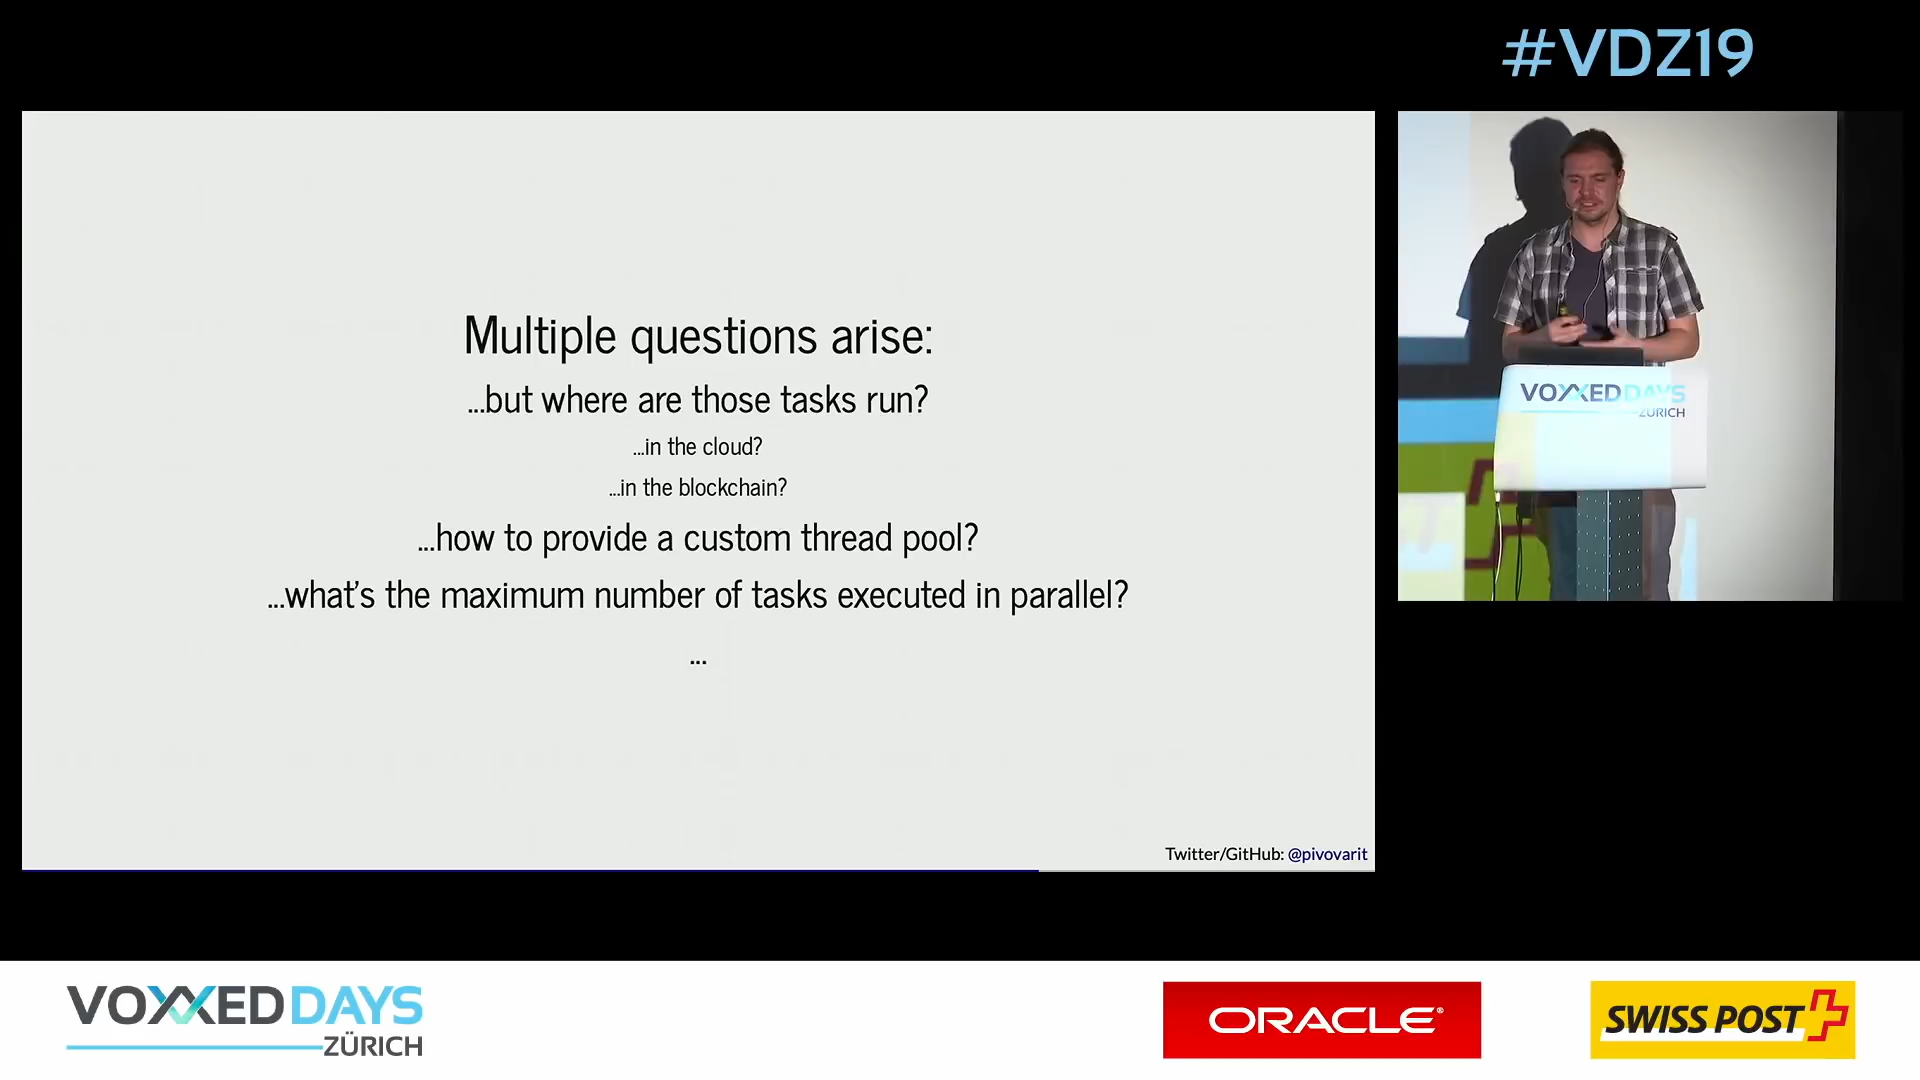 #VDZ19
Multiple questions arise:
...but where are those tasks run?
...in the cloud?
...in the blockchain?
...how to provide a custom thread pool?
...what's the maximum number of tasks executed in parallel?
...
Twitter/GitHub: @pivovarit
VOXXED DAYS
ZÜRICH
VOXXED DAYS
ZÜRICH
ORACLE®
SWISS POST